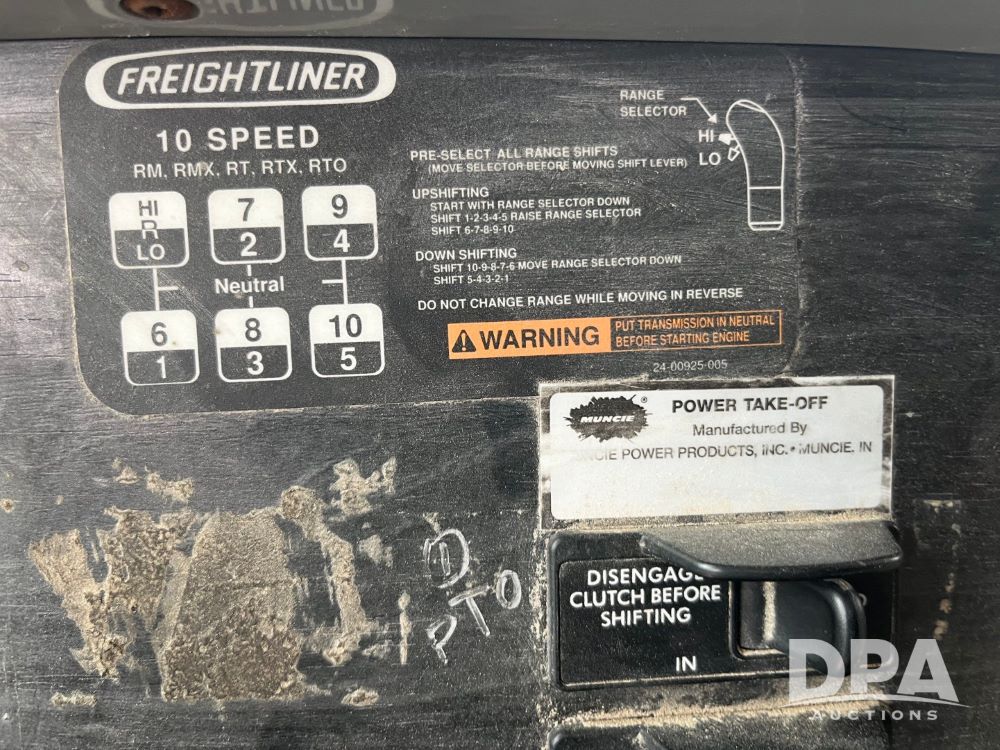 FREIGHTLINER
10 SPEED
RM, RMX, RT, RTX, RTO
HI 7 9
R
LO 2 4
Neutral
6 8 10
1 3 5
RANGE
SELECTOR
HI
LO
PRE-SELECT ALL RANGE SHIFTS
(MOVE SELECTOR BEFORE MOVING SHIFT LEVER)
UPSHIFTING
START WITH RANGE SELECTOR DOWN
SHIFT 1-2-3-4-5 RAISE RANGE SELECTOR
SHIFT 6-7-8-9-10
DOWN SHIFTING
SHIFT 10-9-8-7-6 MOVE RANGE SELECTOR DOWN
SHIFT 5-4-3-2-1
DO NOT CHANGE RANGE WHILE MOVING IN REVERSE
WARNING
PUT TRANSMISSION IN NEUTRAL
BEFORE STARTING ENGINE
24-00925-005
MUNCIE ®
POWER TAKE-OFF
Manufactured By
NCIE POWER PRODUCTS, INC. • MUNCIE, IN
PTO
DISENGAGE
CLUTCH BEFORE
SHIFTING
IN
DPA
AUCTIONS